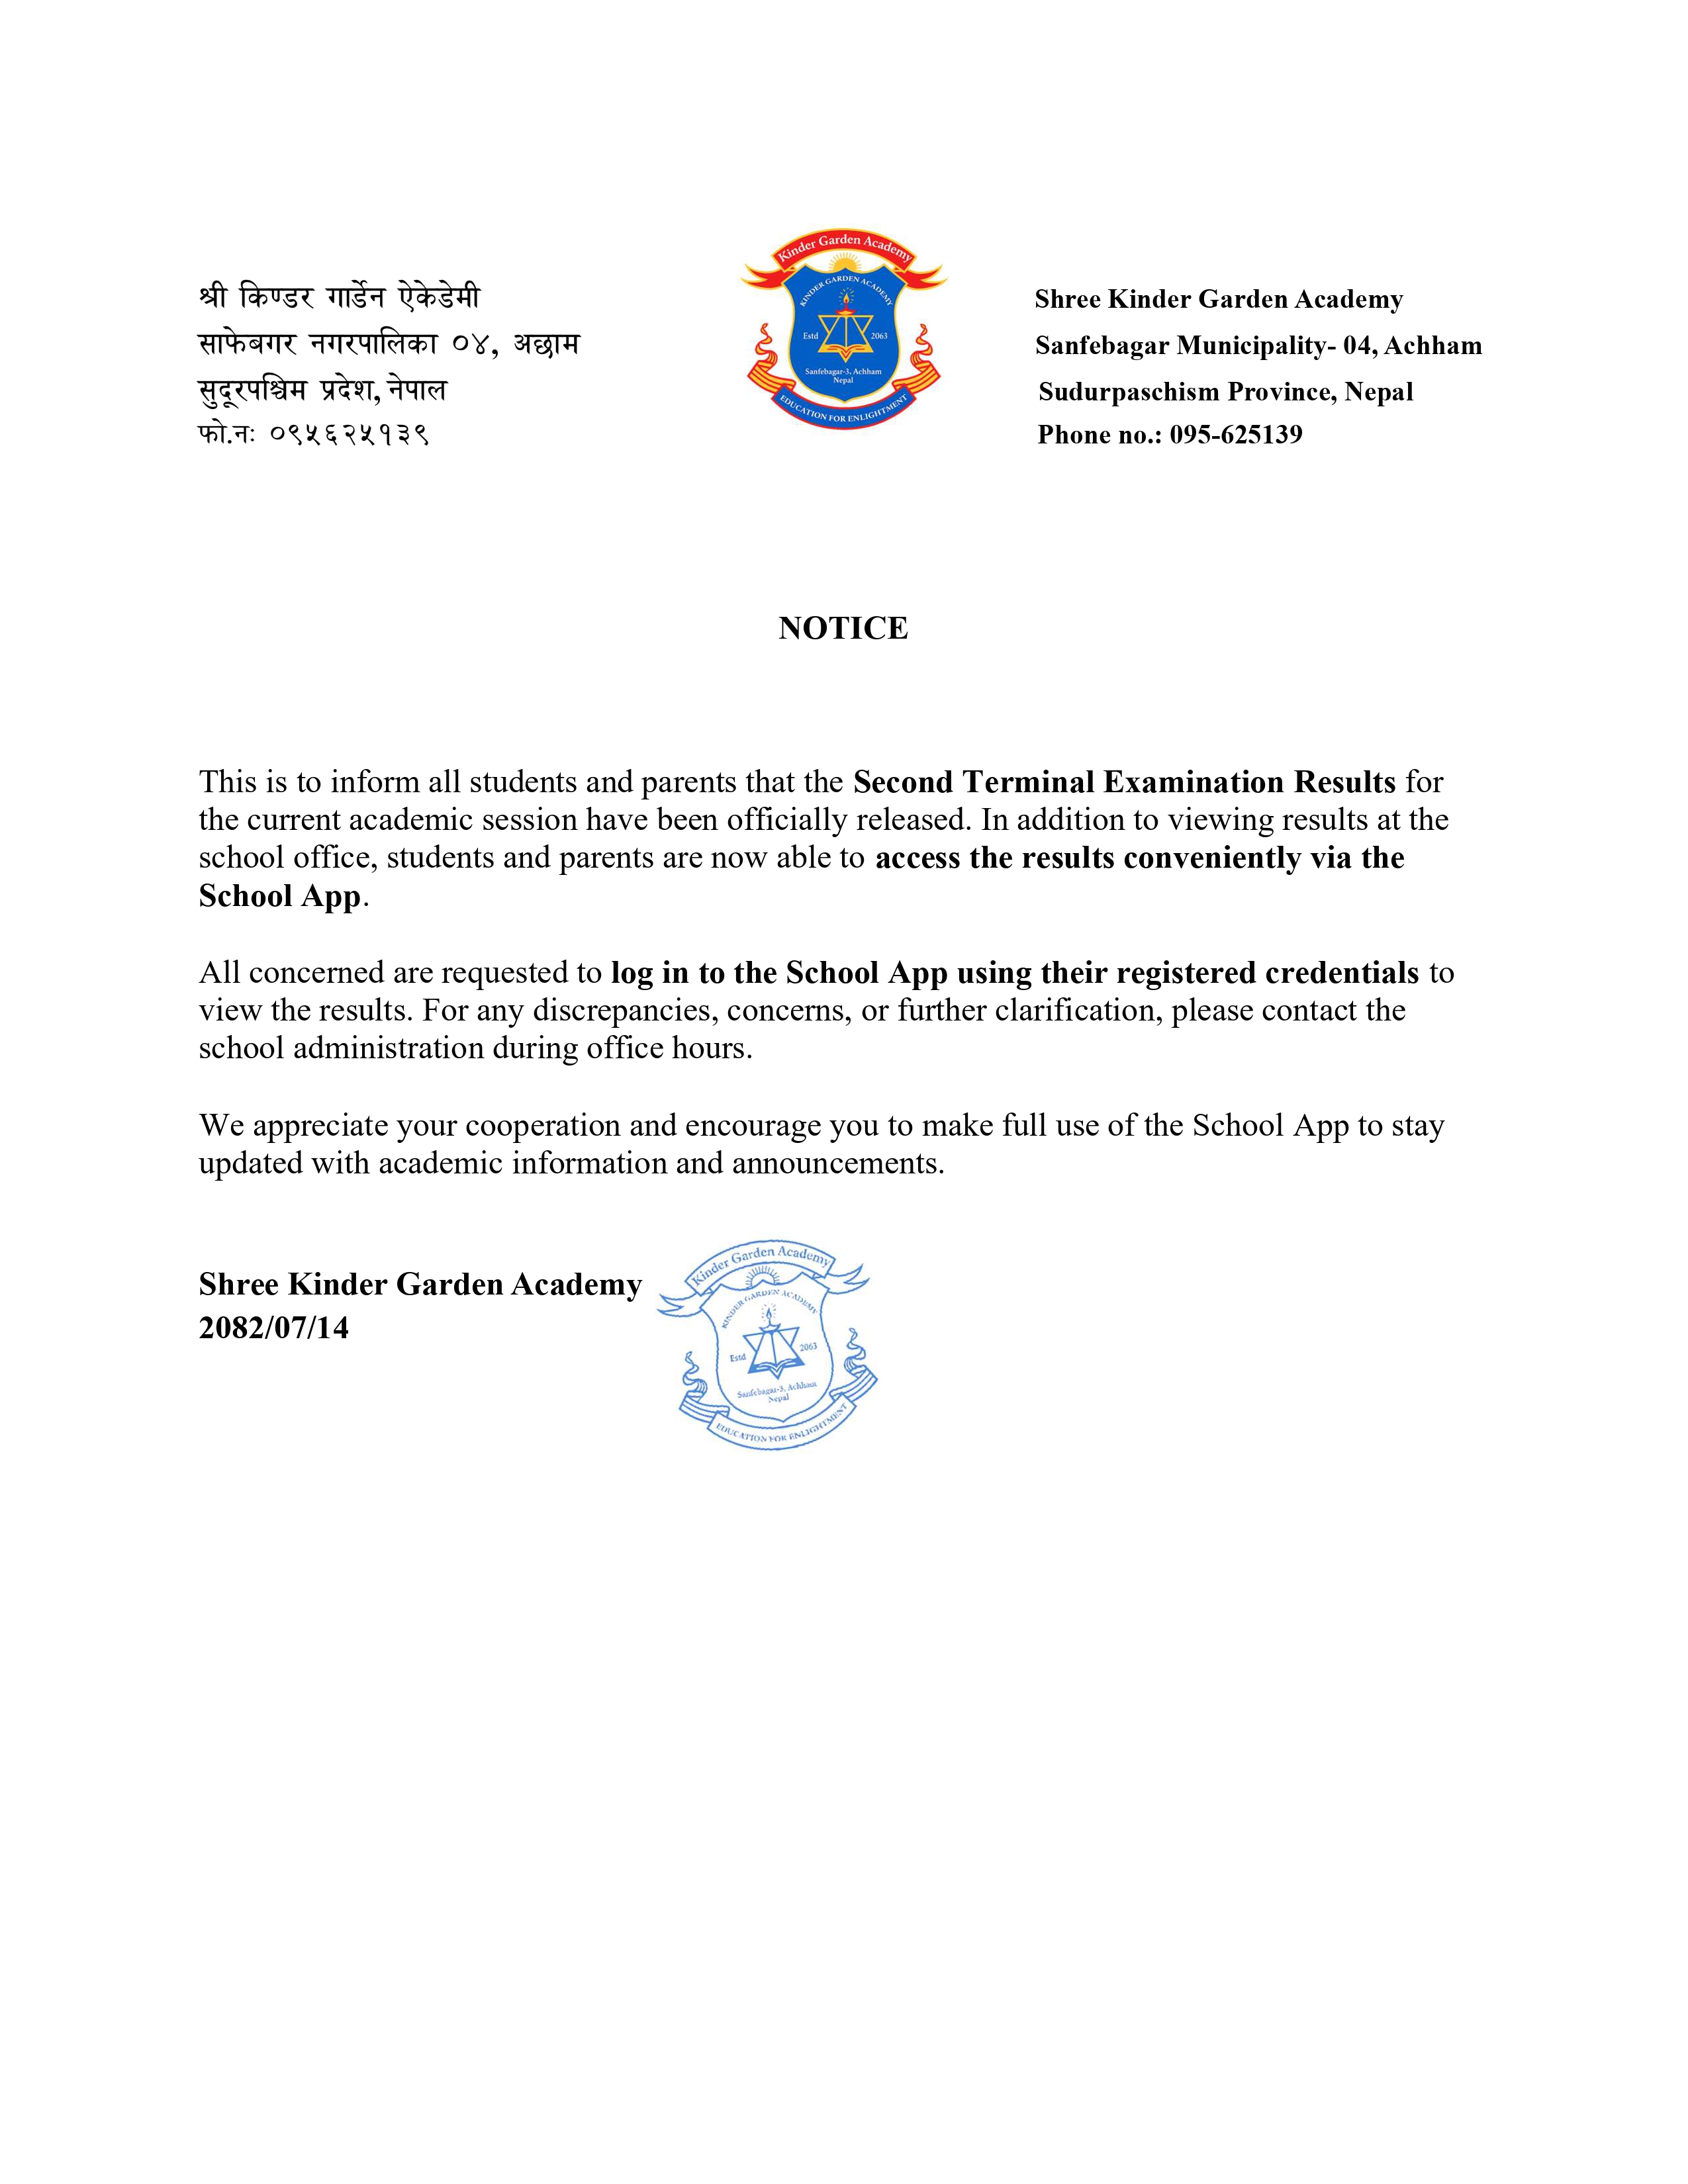 श्री किण्डर गार्डेन ऐकेडेमी
साफेबगर नगरपालिका ०४, अछाम
सुदूरपश्चिम प्रदेश, नेपाल
फो.नः ०९५६२५१३९
Kinder Garden Academy
KINDER GARDEN ACADEMY
Estd 2063
Sanfebagar-3, Achham
Nepal
EDUCATION FOR ENLIGHTMENT
Shree Kinder Garden Academy
Sanfebagar Municipality- 04, Achham
Sudurpaschism Province, Nepal
Phone no.: 095-625139
NOTICE
This is to inform all students and parents that the Second Terminal Examination Results for
the current academic session have been officially released. In addition to viewing results at the
school office, students and parents are now able to access the results conveniently via the
School App.
All concerned are requested to log in to the School App using their registered credentials to
view the results. For any discrepancies, concerns, or further clarification, please contact the
school administration during office hours.
We appreciate your cooperation and encourage you to make full use of the School App to stay
updated with academic information and announcements.
Shree Kinder Garden Academy
2082/07/14
Kinder Garden Academy
KINDER GARDEN ACADEMY
Estd 2063
Sanfebagar-3, Achham
Nepal
EDUCATION FOR ENLIGHTMENT